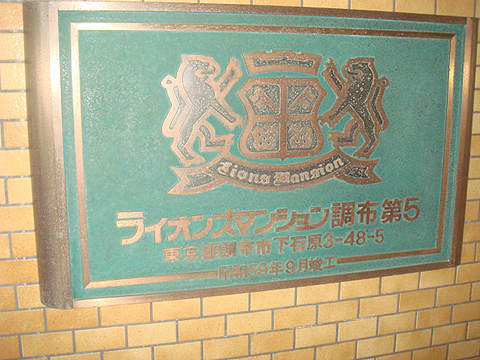 Lions Mansion
ライオンズマンション調布第5
東京都調布市下石原3-48-5
昭和59年9月竣工